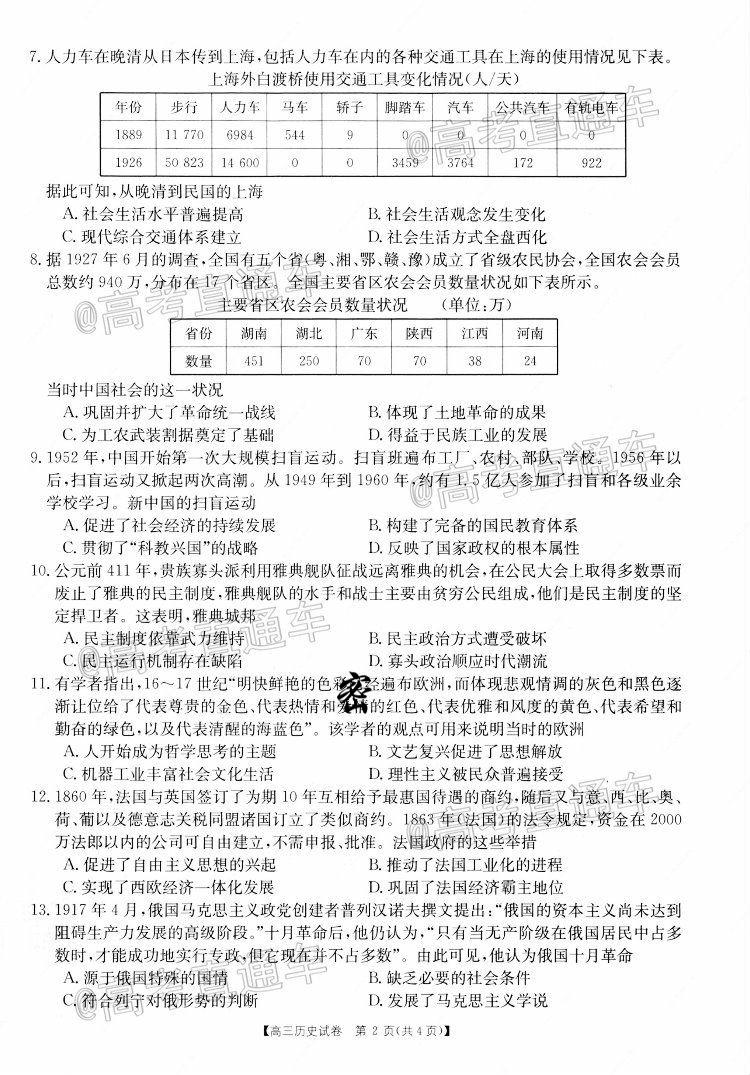 7. 人力车在晚清从日本传到上海,包括人力车在内的各种交通工具在上海的使用情况见下表。
上海外白渡桥使用交通工具变化情况(人/天)
年份 步行 人力车 马车 轿子 脚踏车 汽车 公共汽车 有轨电车
1889 11 770 6984 544 9 0 0 0 0
1926 50 823 14 600 0 0 3459 3764 172 922
据此可知,从晚清到民国的上海
A. 社会生活水平普遍提高 B. 社会生活观念发生变化
C. 现代综合交通体系建立 D. 社会生活方式全盘西化
8. 据 1927 年 6 月的调查,全国有五个省(粤、湘、鄂、赣、豫)成立了省级农民协会,全国农会会员
总数约 940 万,分布在 17 个省区。全国主要省区农会会员数量状况如下表所示。
主要省区农会会员数量状况 (单位:万)
省份 湖南 湖北 广东 陕西 江西 河南
数量 451 250 70 70 38 24
当时中国社会的这一状况
A. 巩固并扩大了革命统一战线 B. 体现了土地革命的成果
C. 为工农武装割据奠定了基础 D. 得益于民族工业的发展
9. 1952 年,中国开始第一次大规模扫盲运动。扫盲班遍布工厂、农村、部队、学校。1956 年以
后,扫盲运动又掀起两次高潮。从 1949 年到 1960 年,约有 1.5 亿人参加了扫盲和各级业余
学校学习。新中国的扫盲运动
A. 促进了社会经济的持续发展 B. 构建了完备的国民教育体系
C. 贯彻了“科教兴国”的战略 D. 反映了国家政权的根本属性
10. 公元前 411 年,贵族寡头派利用雅典舰队征战远离雅典的机会,在公民大会上取得多数票而
废止了雅典的民主制度,雅典舰队的水手和战士主要由贫穷公民组成,他们是民主制度的坚
定捍卫者。这表明,雅典城邦
A. 民主制度依靠武力维持 B. 民主政治方式遭受破坏
C. 民主运行机制存在缺陷 D. 寡头政治顺应时代潮流
11. 有学者指出,16～17 世纪“明快鲜艳的色彩 经遍布欧洲,而体现悲观情调的灰色和黑色逐
渐让位给了代表尊贵的金色、代表热情和爱情的红色、代表优雅和风度的黄色、代表希望和
勤奋的绿色,以及代表清醒的海蓝色”。该学者的观点可用来说明当时的欧洲
A. 人开始成为哲学思考的主题 B. 文艺复兴促进了思想解放
C. 机器工业丰富社会文化生活 D. 理性主义被民众普遍接受
密
12. 1860 年,法国与英国签订了为期 10 年互相给予最惠国待遇的商约,随后又与意、西、比、奥、
荷、葡以及德意志关税同盟诸国订立了类似商约。1863 年(法国)的法令规定,资金在 2000
万法郎以内的公司可自由建立,不需申报、批准。法国政府的这些举措
A. 促进了自由主义思想的兴起 B. 推动了法国工业化的进程
C. 实现了西欧经济一体化发展 D. 巩固了法国经济霸主地位
13. 1917 年 4 月,俄国马克思主义政党创建者普列汉诺夫撰文提出:“俄国的资本主义尚未达到
阻碍生产力发展的高级阶段。”十月革命后,他仍认为,“只有当无产阶级在俄国居民中占多
数时,才能成功地实行专政,但它现在并不占多数”。由此可见,他认为俄国十月革命
A. 源于俄国特殊的国情 B. 缺乏必要的社会条件
C. 符合列宁对俄形势的判断 D. 发展了马克思主义学说
【高三历史试卷 第 2 页(共 4 页)】
@高考直通车
@高考直通车
@高考直通车
@高考直通车
@高考直通车
@高考直通车